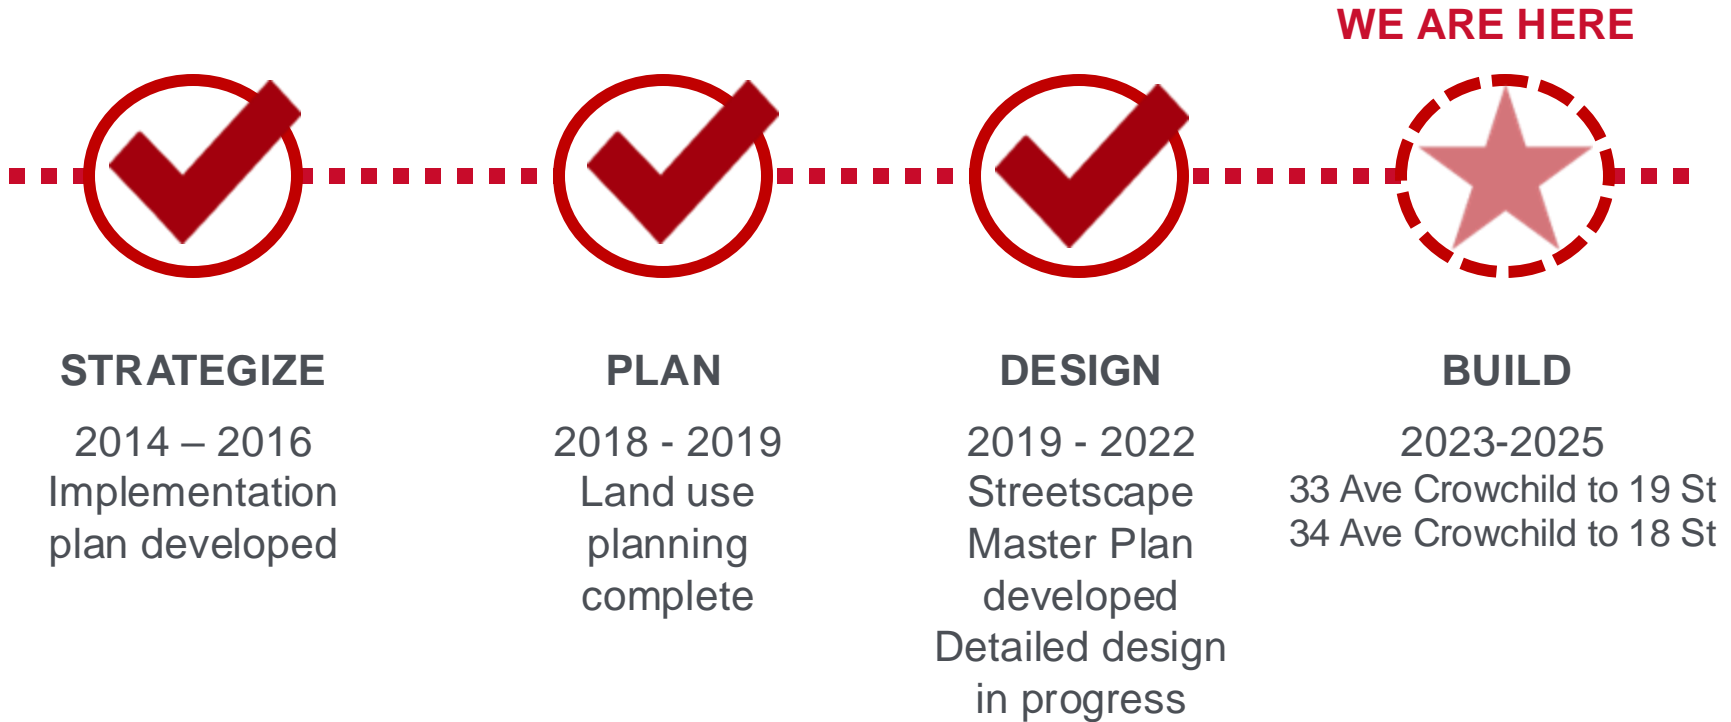 WE ARE HERE
STRATEGIZE
2014 – 2016
Implementation
plan developed
PLAN
2018 - 2019
Land use
planning
complete
DESIGN
2019 - 2022
Streetscape
Master Plan
developed
Detailed design
in progress
BUILD
2023-2025
33 Ave Crowchild to 19 St
34 Ave Crowchild to 18 St